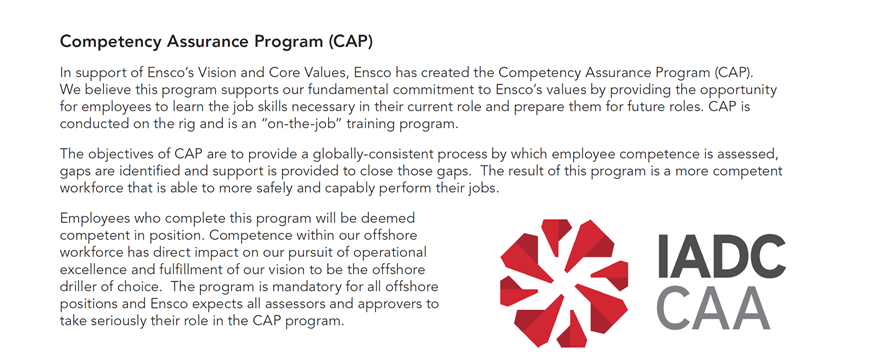 Competency Assurance Program (CAP)
In support of Ensco’s Vision and Core Values, Ensco has created the Competency Assurance Program (CAP).
We believe this program supports our fundamental commitment to Ensco’s values by providing the opportunity
for employees to learn the job skills necessary in their current role and prepare them for future roles. CAP is
conducted on the rig and is an “on-the-job” training program.
The objectives of CAP are to provide a globally-consistent process by which employee competence is assessed,
gaps are identified and support is provided to close those gaps.  The result of this program is a more competent
workforce that is able to more safely and capably perform their jobs.
Employees who complete this program will be deemed
competent in position. Competence within our offshore
workforce has direct impact on our pursuit of operational
excellence and fulfillment of our vision to be the offshore
driller of choice.  The program is mandatory for all offshore
positions and Ensco expects all assessors and approvers to
take seriously their role in the CAP program.
IADC
CAA